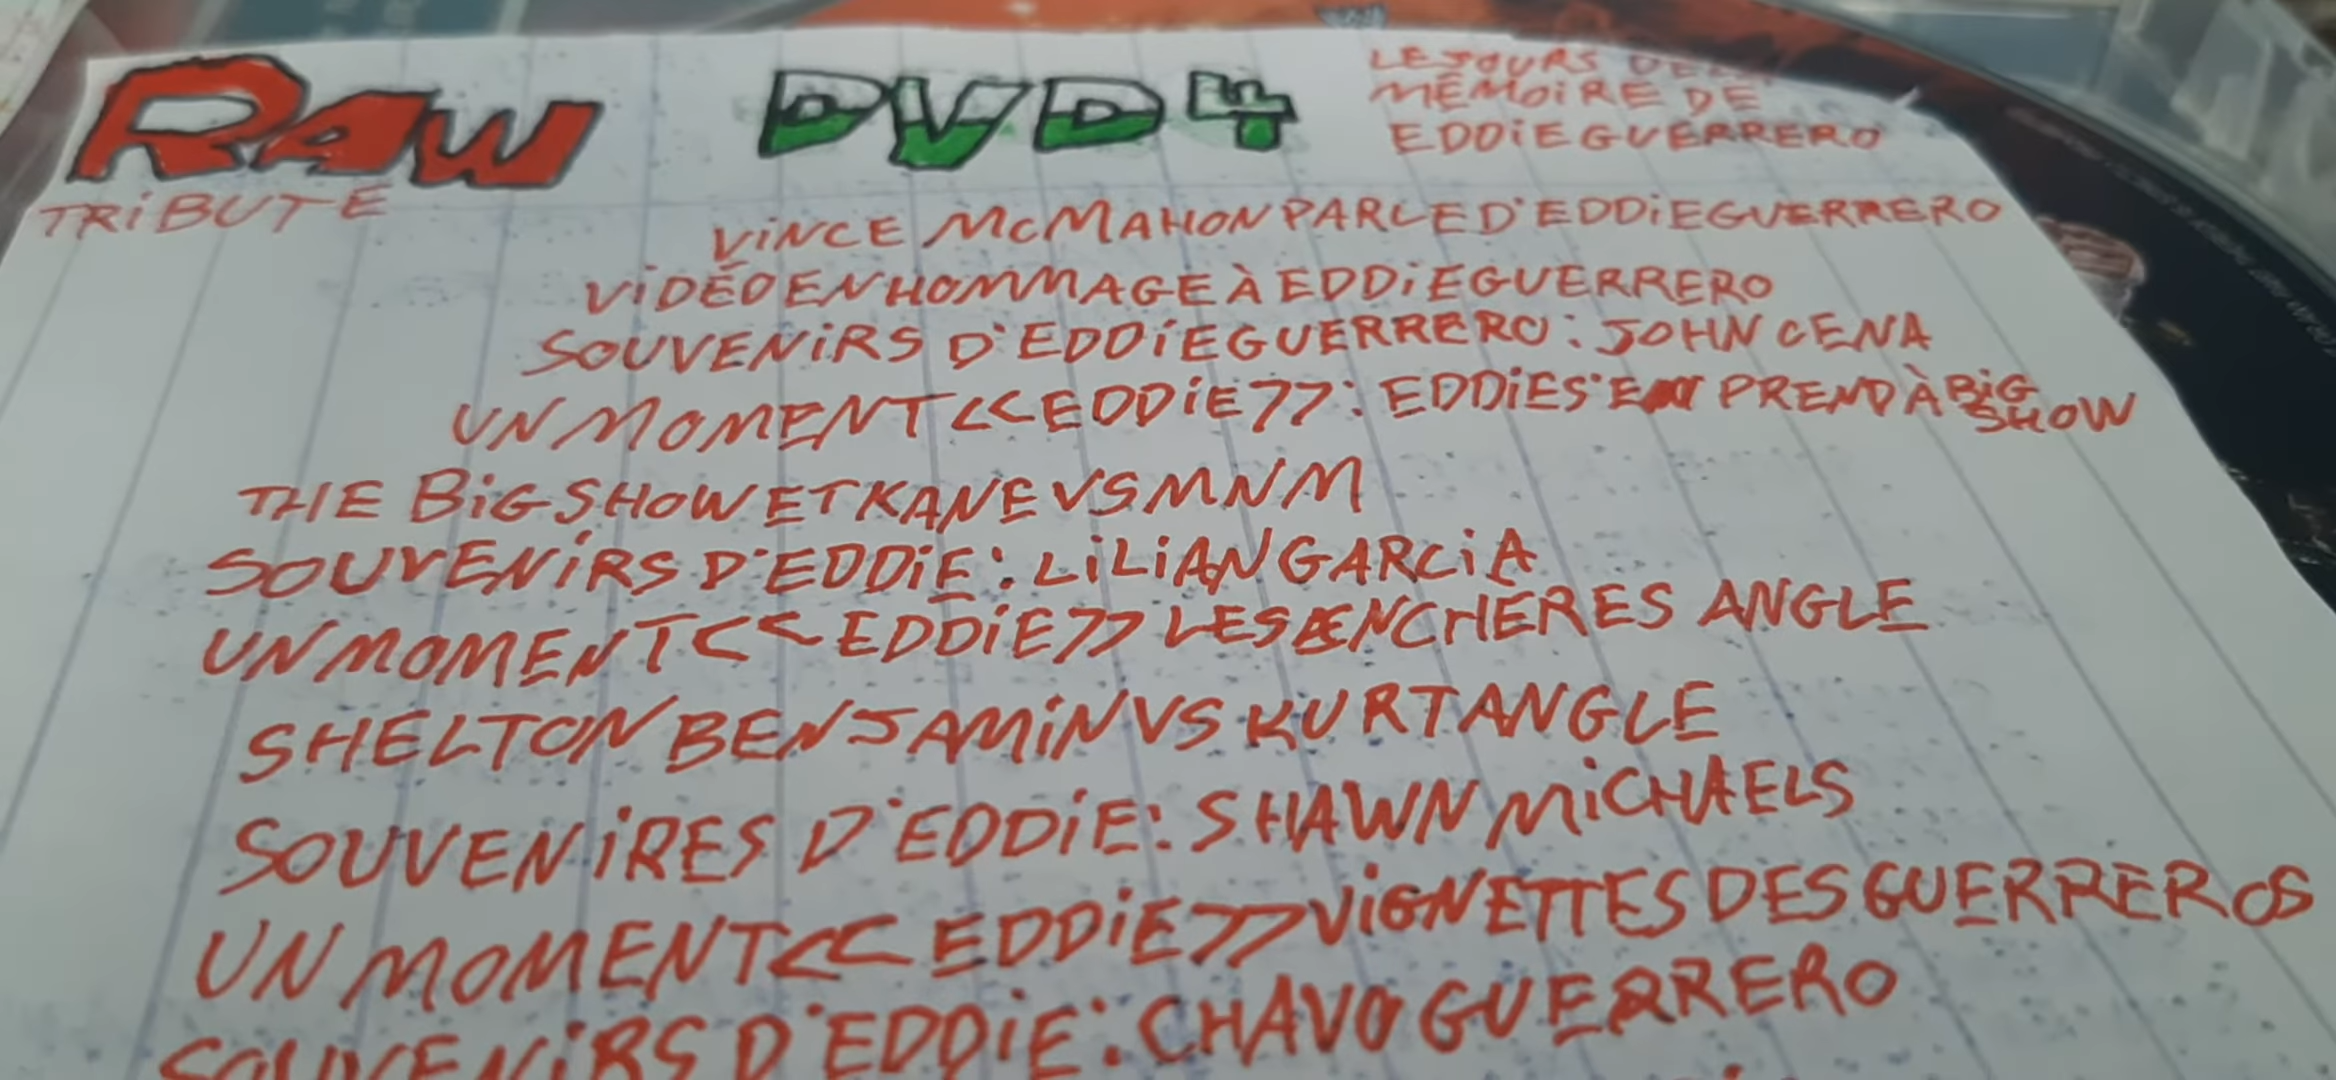 RAW DVD4 LE JOURS DE LA
MÉMOIRE DE
EDDIE GUERRERO
TRIBUTE
VINCE McMAHON PARLE D'EDDIE GUERRERO
VIDÉO EN HOMMAGE À EDDIE GUERRERO
SOUVENIRS D'EDDIE GUERRERO: JOHN CENA
UN MOMENT << EDDIE >>: EDDIE S'EN PREND À BIG SHOW
THE BIG SHOW ET KANE VS MNM
SOUVENIRS D'EDDIE: LILIAN GARCIA
UN MOMENT << EDDIE >> LES ENCHÈRES ANGLE
SHELTON BENJAMIN VS KURT ANGLE
SOUVENIRES D'EDDIE: SHAWN MICHAELS
UN MOMENT << EDDIE >> VIGNETTES DES GUERREROS
SOUVENIRS D'EDDIE: CHAVO GUERRERO